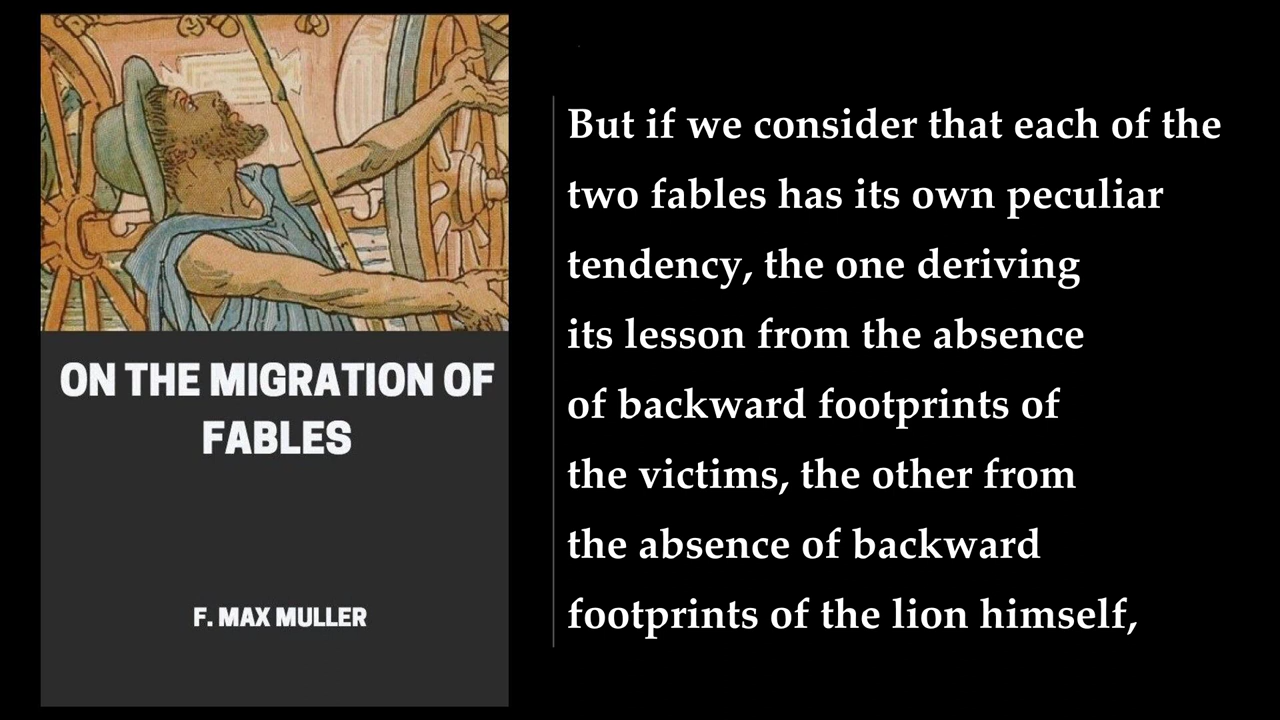 ON THE MIGRATION OF
FABLES
F. MAX MULLER
But if we consider that each of the
two fables has its own peculiar
tendency, the one deriving
its lesson from the absence
of backward footprints of
the victims, the other from
the absence of backward
footprints of the lion himself,